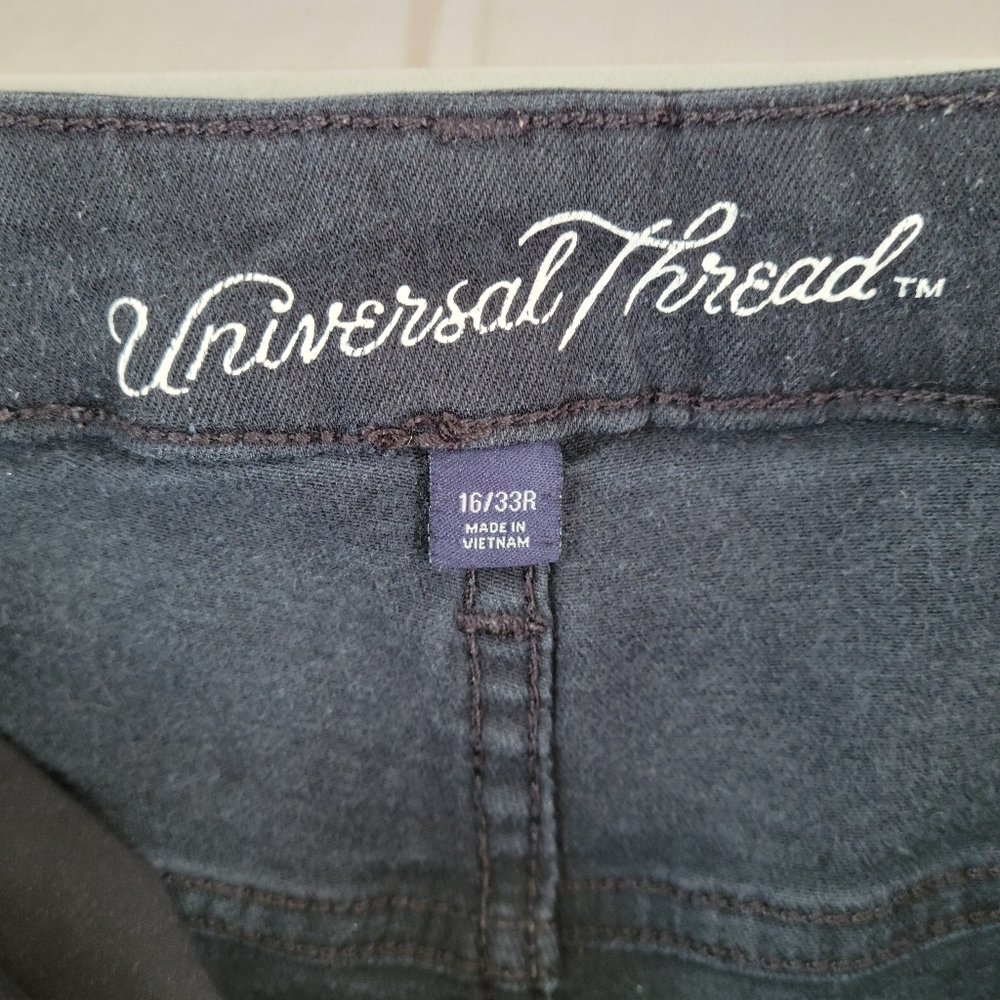 Universal Thread™
16/33R
MADE IN
VIETNAM